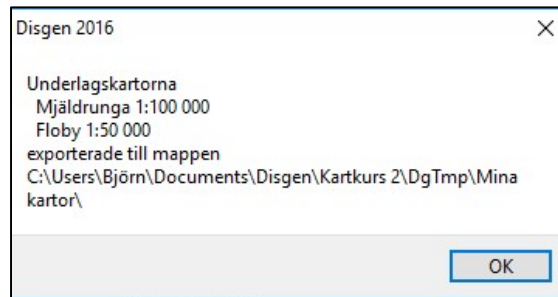 Disgen 2016
Underlagskartorna
Mjäldrunga 1:100 000
Floby 1:50 000
exporterade till mappen
C:\Users\Björn\Documents\Disgen\Kartkurs 2\DgTmp\Mina
kartor\
OK